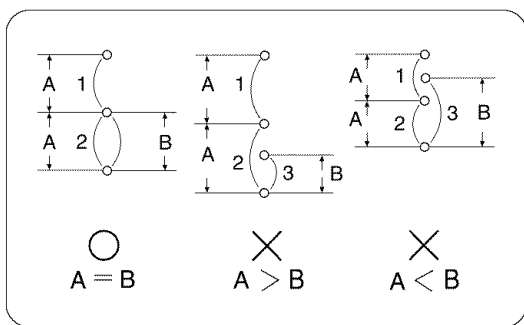 A 1
A 2 B
A 1
A 2 3 B
A 1
A 2 3 B
A = B
A > B
A < B